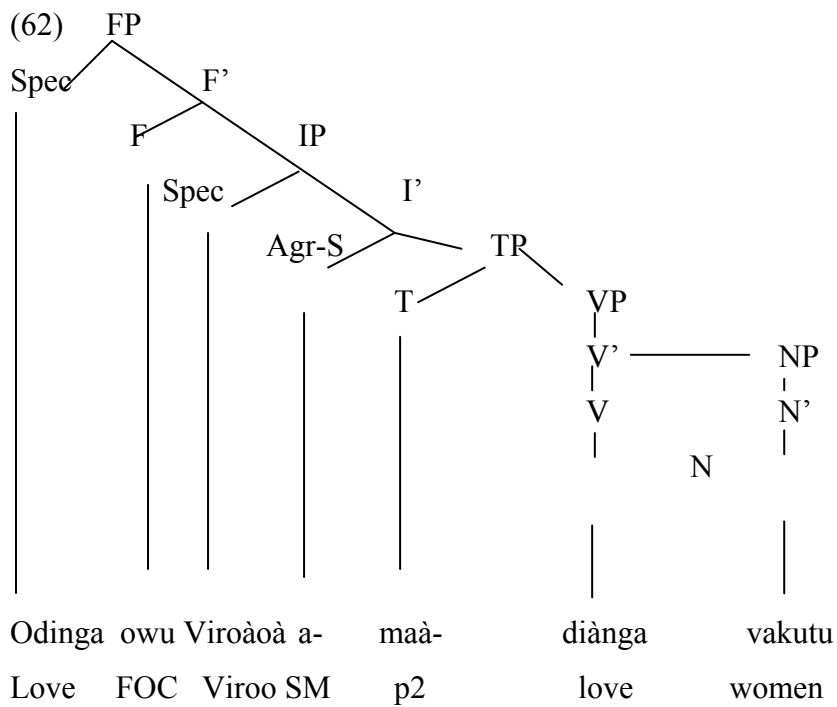 (62) FP
Spec F’
F IP
Spec I’
Agr-S TP
T VP
V’ NP
V N’
N
Odinga owu Viroàoà a- maà- diànga vakutu
Love FOC Viroo SM p2 love women